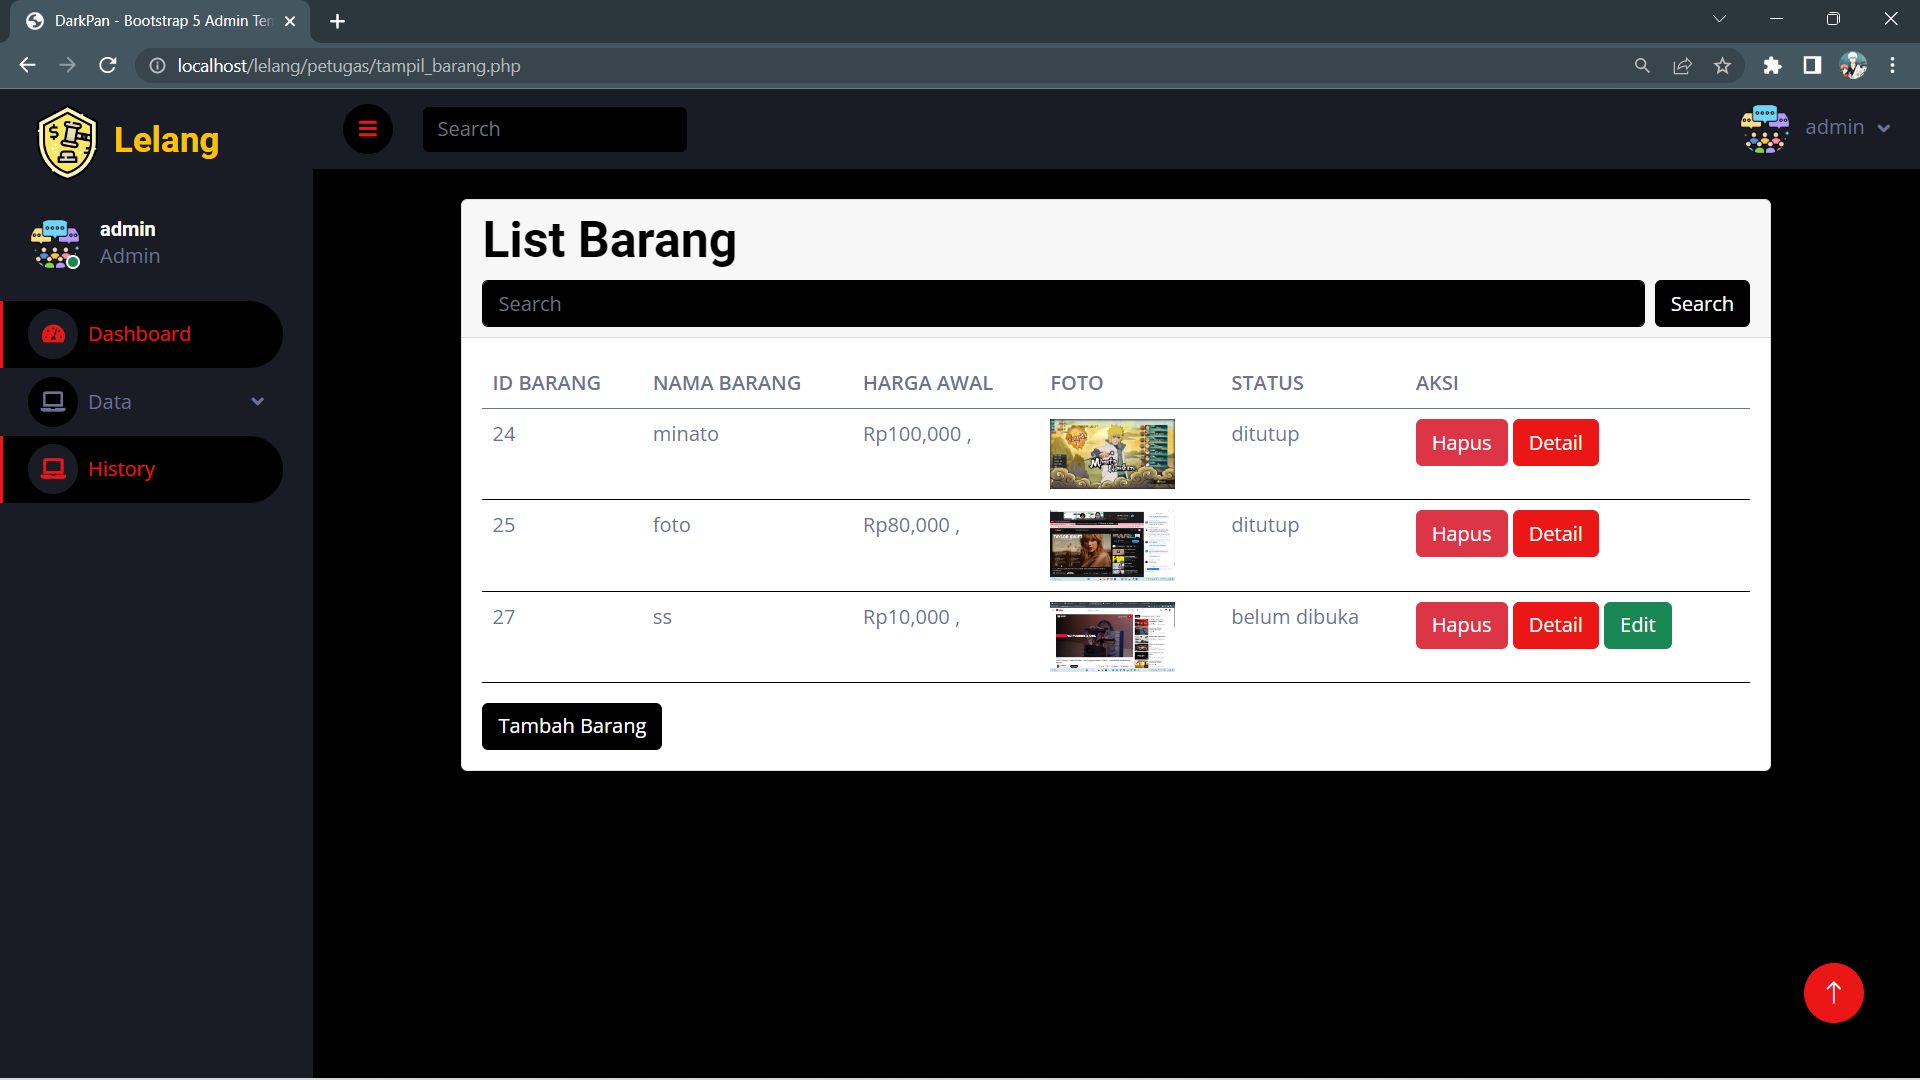 DarkPan - Bootstrap 5 Admin Tem
localhost/lelang/petugas/tampil_barang.php
Lelang
Search
admin
admin
Admin
Dashboard
Data
History
List Barang
Search
Search
ID BARANG NAMA BARANG HARGA AWAL FOTO STATUS AKSI
24 minato Rp100,000 , ditutup Hapus Detail
25 foto Rp80,000 , ditutup Hapus Detail
27 ss Rp10,000 , belum dibuka Hapus Detail Edit
Tambah Barang